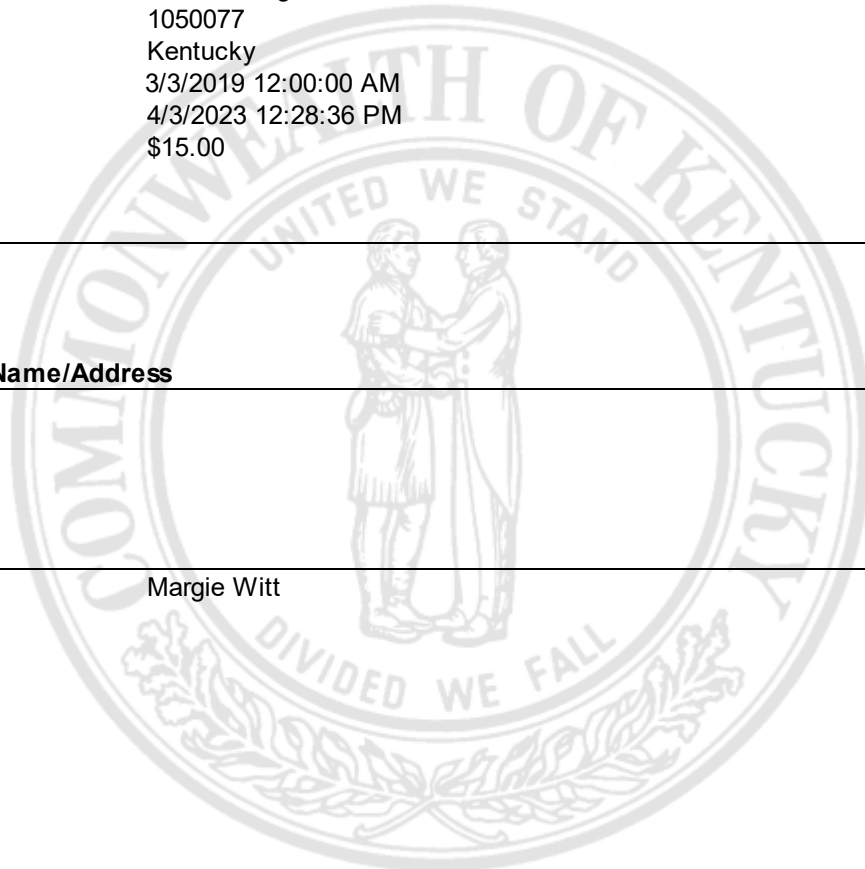 1050077
Kentucky
3/3/2019 12:00:00 AM
4/3/2023 12:28:36 PM
$15.00
COMMONWEALTH OF KENTUCKY
UNITED WE STAND
Name/Address
Margie Witt
DIVIDED WE FALL